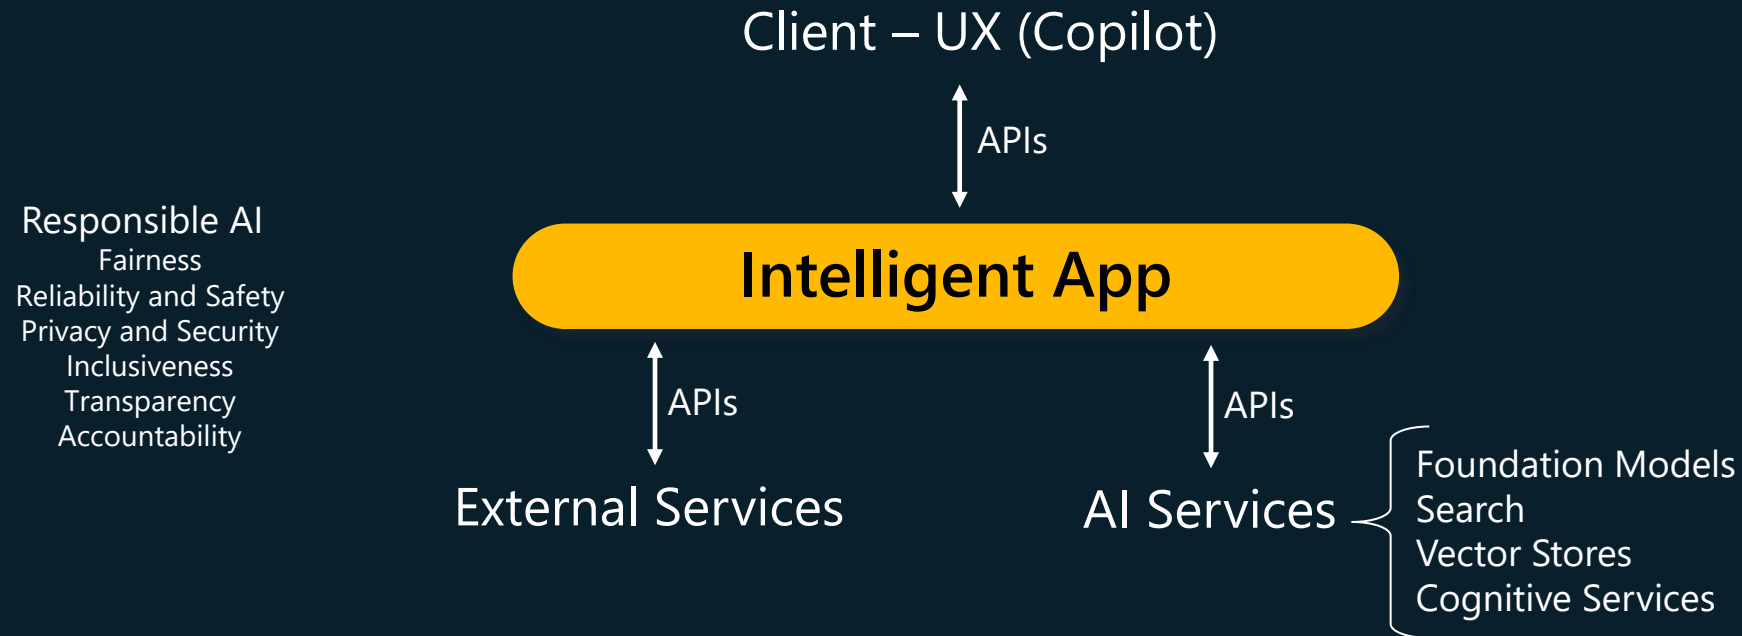 Client – UX (Copilot)
APIs
Responsible AI
Fairness
Reliability and Safety
Privacy and Security
Inclusiveness
Transparency
Accountability
Intelligent App
APIs
APIs
External Services
AI Services
Foundation Models
Search
Vector Stores
Cognitive Services